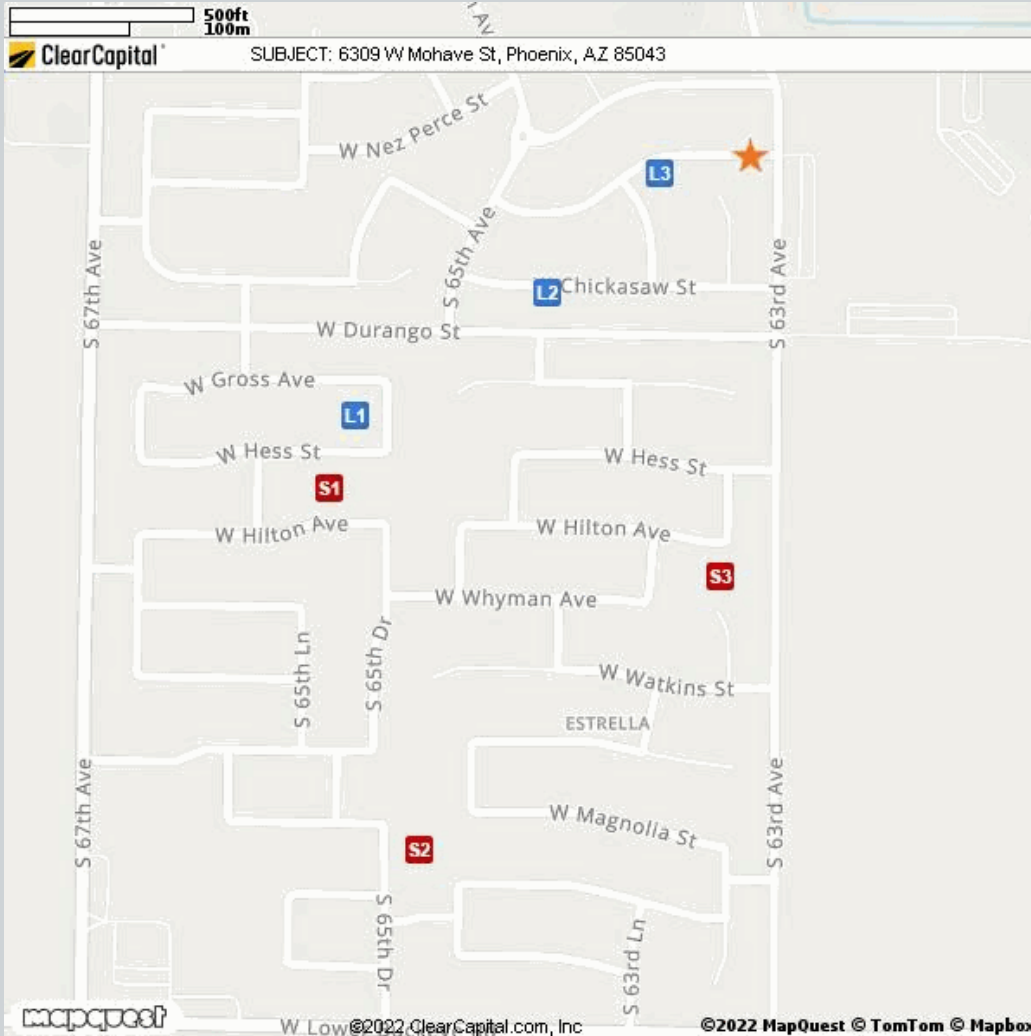 500ft
100m
ClearCapital
SUBJECT: 6309 W Mohave St, Phoenix, AZ 85043
Av
W Nez Perce St
L3
S 65th Ave
S 67th Ave
S 63rd Ave
L2
Chickasaw St
W Durango St
W Gross Ave
L1
W Hess St
W Hess St
S1
W Hilton Ave
W Hilton Ave
S3
W Whyman Ave
S 65th Ln
S 65th Dr
W Watkins St
ESTRELLA
S 67th Ave
S 63rd Ave
W Magnolia St
S2
S 65th Dr
S 63rd Ln
mapquest
W Lower
©2022 ClearCapital.com, Inc
©2022 MapQuest © TomTom © Mapbo